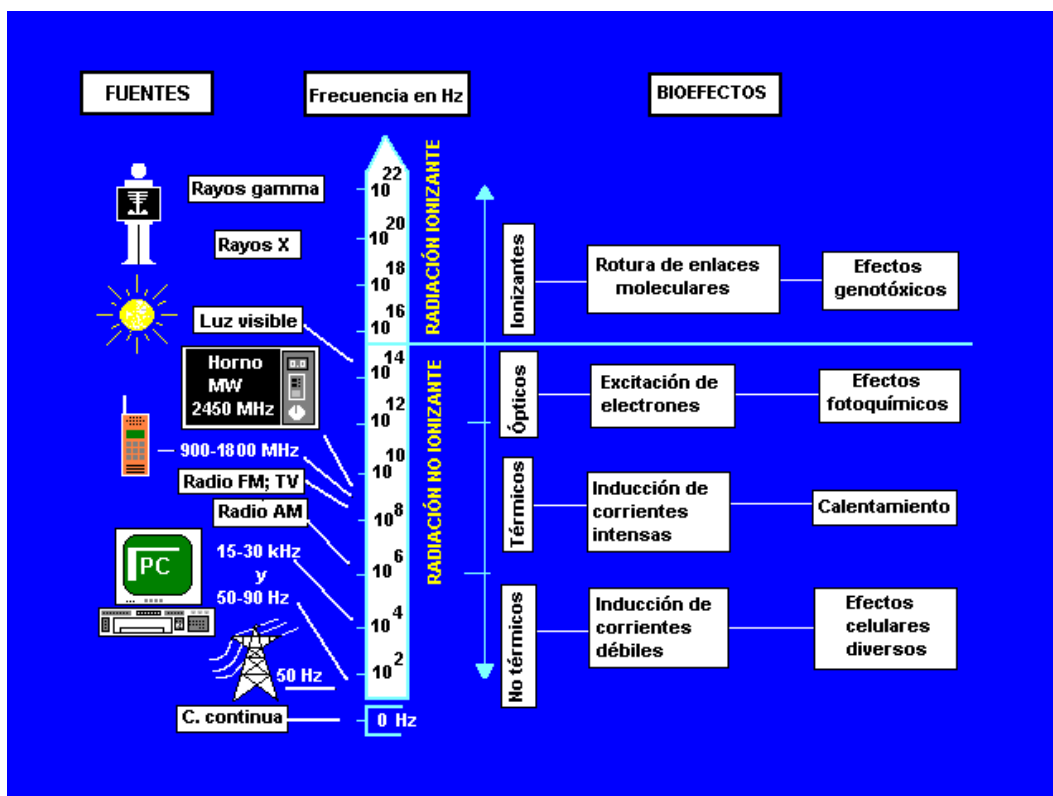 FUENTES
Frecuencia en Hz
BIOEFECTOS
Rayos gamma
Rayos X
Luz visible
Horno
MW
2450 MHz
900-1800 MHz
Radio FM; TV
Radio AM
PC
15-30 kHz
y
50-90 Hz
50 Hz
C. continua
10 22
10 20
10 18
10 16
10 14
10 12
10 10
10 8
10 6
10 4
10 2
0 Hz
RADIACIÓN IONIZANTE
RADIACIÓN NO IONIZANTE
Ionizantes
Rotura de enlaces
moleculares
Efectos
genotóxicos
Ópticos
Excitación de
electrones
Efectos
fotoquímicos
Térmicos
Inducción de
corrientes
intensas
Calentamiento
No térmicos
Inducción de
corrientes
débiles
Efectos
celulares
diversos